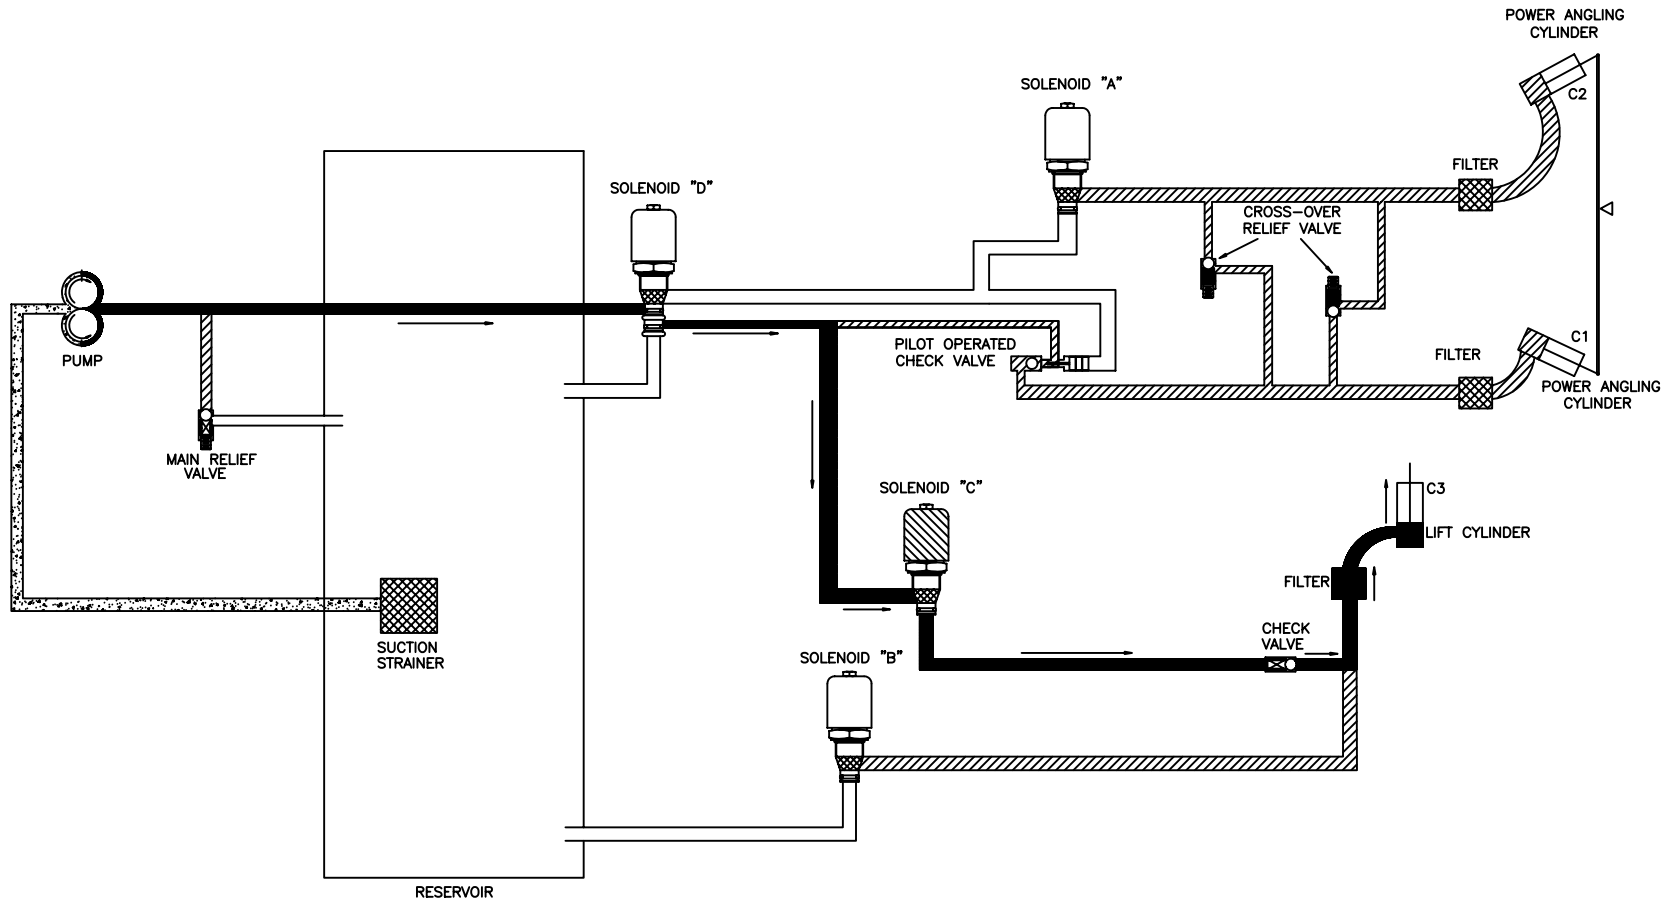 POWER ANGLING
CYLINDER
SOLENOID "A"
C2
FILTER
SOLENOID "D"
CROSS-OVER
RELIEF VALVE
PUMP
PILOT OPERATED
CHECK VALVE
C1
FILTER
POWER ANGLING
CYLINDER
MAIN RELIEF
VALVE
SOLENOID "C"
C3
LIFT CYLINDER
FILTER
SUCTION
STRAINER
CHECK
VALVE
SOLENOID "B"
RESERVOIR